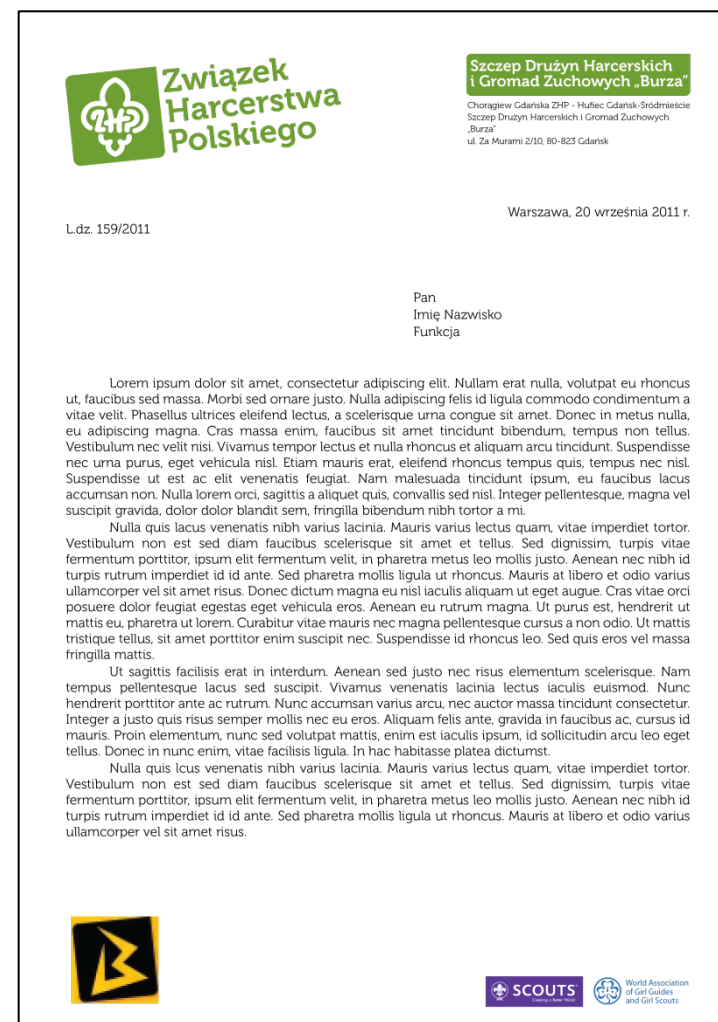 Związek
Harcerstwa
Polskiego
ZHP
Szczep Drużyn Harcerskich
i Gromad Zuchowych „Burza”
Chorągiew Gdańska ZHP - Hufiec Gdańsk-Śródmieście
Szczep Drużyn Harcerskich i Gromad Zuchowych
„Burza”
ul. Za Murami 2/10, 80-823 Gdańsk
Warszawa, 20 września 2011 r.
L.dz. 159/2011
Pan
Imię Nazwisko
Funkcja
Lorem ipsum dolor sit amet, consectetur adipiscing elit. Nullam erat nulla, volutpat eu rhoncus
ut, faucibus sed massa. Morbi sed ornare justo. Nulla adipiscing felis id ligula commodo condimentum a
vitae velit. Phasellus ultrices eleifend lectus, a scelerisque urna congue sit amet. Donec in metus nulla,
eu adipiscing magna. Cras massa enim, faucibus sit amet tincidunt bibendum, tempus non tellus.
Vestibulum nec velit nisi. Vivamus tempor lectus et nulla rhoncus et aliquam arcu tincidunt. Suspendisse
nec urna purus, eget vehicula nisl. Etiam mauris erat, eleifend rhoncus tempus quis, tempus nec nisl.
Suspendisse ut est ac elit venenatis feugiat. Nam malesuada tincidunt ipsum, eu faucibus lacus
accumsan non. Nulla lorem orci, sagittis a aliquet quis, convallis sed nisl. Integer pellentesque, magna vel
suscipit gravida, dolor dolor blandit sem, fringilla bibendum nibh tortor a mi.
Nulla quis lacus venenatis nibh varius lacinia. Mauris varius lectus quam, vitae imperdiet tortor.
Vestibulum non est sed diam faucibus scelerisque sit amet et tellus. Sed dignissim, turpis vitae
fermentum porttitor, ipsum elit fermentum velit, in pharetra metus leo mollis justo. Aenean nec nibh id
turpis rutrum imperdiet id id ante. Sed pharetra mollis ligula ut rhoncus. Mauris at libero et odio varius
ullamcorper vel sit amet risus. Donec dictum magna eu nisl iaculis aliquam ut eget augue. Cras vitae orci
posuere dolor feugiat egestas eget vehicula eros. Aenean eu rutrum magna. Ut purus est, hendrerit ut
mattis eu, pharetra ut lorem. Curabitur vitae mauris nec magna pellentesque cursus a non odio. Ut mattis
tristique tellus, sit amet porttitor enim suscipit nec. Suspendisse id rhoncus leo. Sed quis eros vel massa
fringilla mattis.
Ut sagittis facilisis erat in interdum. Aenean sed justo nec risus elementum scelerisque. Nam
tempus pellentesque lacus sed suscipit. Vivamus venenatis lacinia lectus iaculis euismod. Nunc
hendrerit porttitor ante ac rutrum. Nunc accumsan varius arcu, nec auctor massa tincidunt consectetur.
Integer a justo quis risus semper mollis nec eu eros. Aliquam felis ante, gravida in faucibus ac, cursus id
mauris. Proin elementum, nunc sed volutpat mattis, enim est iaculis ipsum, id sollicitudin arcu leo eget
tellus. Donec in nunc enim, vitae facilisis ligula. In hac habitasse platea dictumst.
Nulla quis lcus venenatis nibh varius lacinia. Mauris varius lectus quam, vitae imperdiet tortor.
Vestibulum non est sed diam faucibus scelerisque sit amet et tellus. Sed dignissim, turpis vitae
fermentum porttitor, ipsum elit fermentum velit, in pharetra metus leo mollis justo. Aenean nec nibh id
turpis rutrum imperdiet id id ante. Sed pharetra mollis ligula ut rhoncus. Mauris at libero et odio varius
ullamcorper vel sit amet risus.
SCOUTS
Creating a Better World
World Association
of Girl Guides
and Girl Scouts